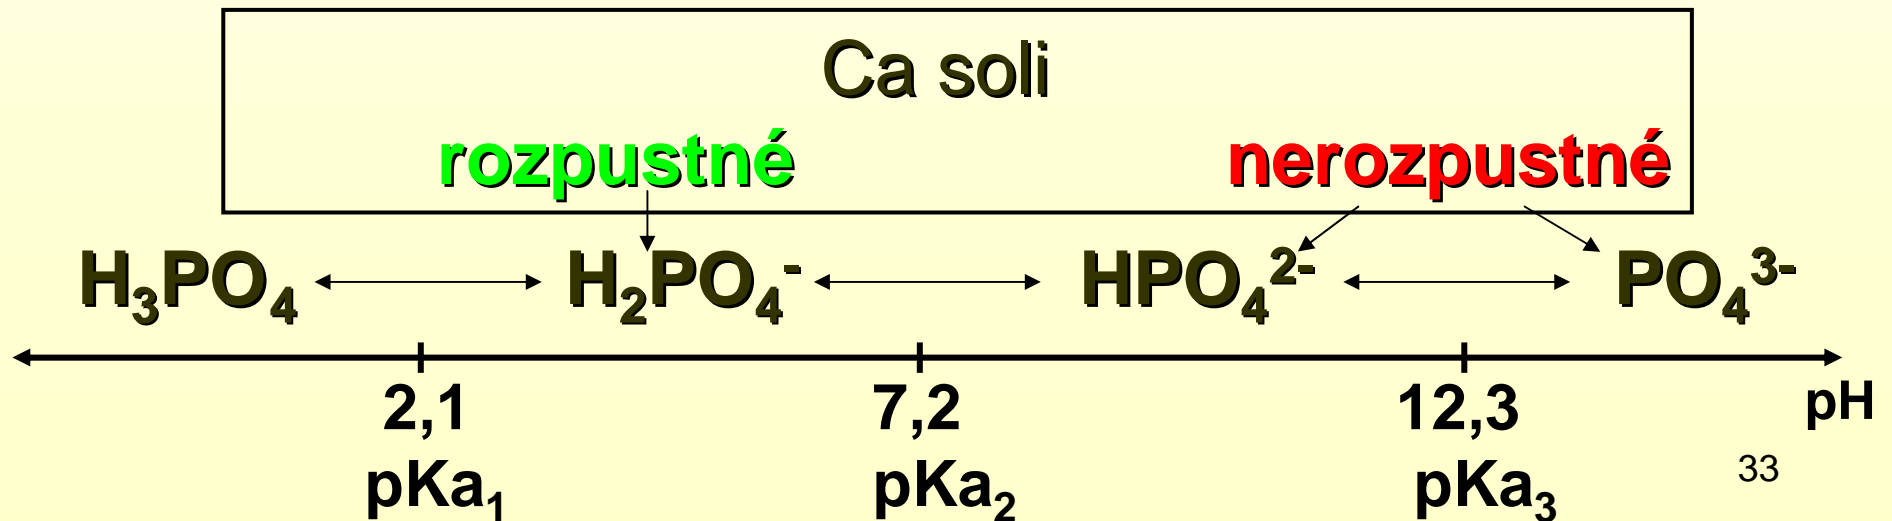 Ca soli
rozpustné nerozpustné
H₃PO₄ H₂PO₄⁻ HPO₄²⁻ PO₄³⁻
2,1 7,2 12,3 pH
pKa₁ pKa₂ pKa₃ 33